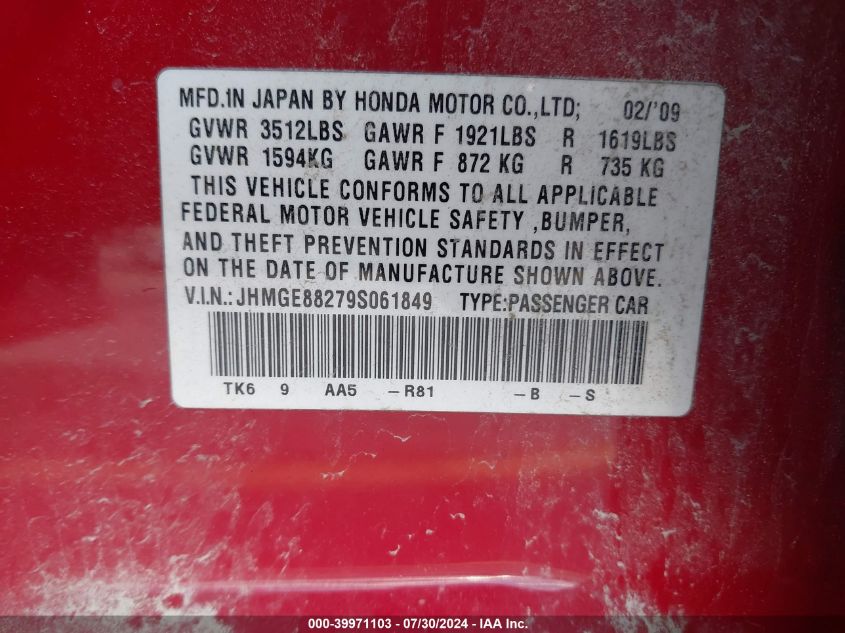 MFD.IN JAPAN BY HONDA MOTOR CO.,LTD; 02/'09
GVWR 3512LBS GAWR F 1921LBS R 1619LBS
GVWR 1594KG GAWR F 872 KG R 735 KG
THIS VEHICLE CONFORMS TO ALL APPLICABLE
FEDERAL MOTOR VEHICLE SAFETY ,BUMPER,
AND THEFT PREVENTION STANDARDS IN EFFECT
ON THE DATE OF MANUFACTURE SHOWN ABOVE.
V.I.N.:JHMGE88279S061849 TYPE:PASSENGER CAR
TK6 9 AA5 -R81 -B -S
000-39971103 - 07/30/2024 - IAA Inc.